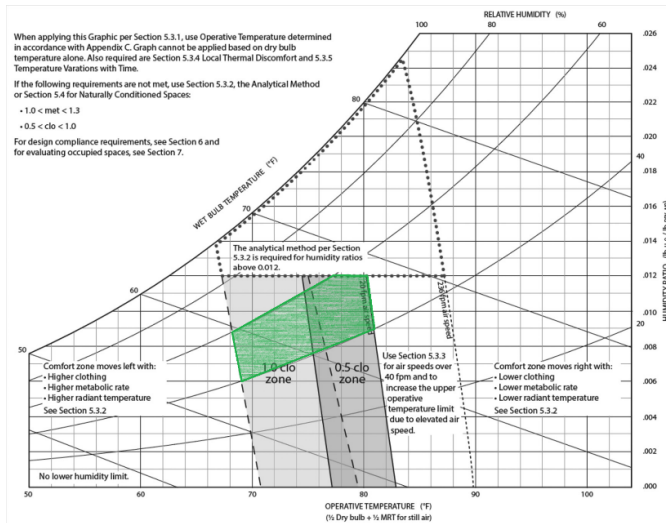 RELATIVE HUMIDITY (%)
100
80
60
When applying this Graphic per Section 5.3.1, use Operative Temperature determined
in accordance with Appendix C. Graph cannot be applied based on dry bulb
temperature alone. Also required are Section 5.3.4 Local Thermal Discomfort and 5.3.5
Temperature Varations with Time.
If the following requirements are not met, use Section 5.3.2, the Analytical Method
or Section 5.4 for Naturally Conditioned Spaces:
• 1.0 < met < 1.3
• 0.5 < clo < 1.0
For design compliance requirements, see Section 6 and
for evaluating occupied spaces, see Section 7.
.026
.024
.022
.020
.018
.016
.014
.012
.010
.008
.006
.004
.002
.000
40
20
HUMIDITY RATIO
WET BULB TEMPERATURE (°F)
80
70
60
50
The analytical method per Section
5.3.2 is required for humidity ratios
above 0.012.
air speed
air speed
1.0 clo
zone
0.5 clo
zone
Comfort zone moves left with:
• Higher clothing
• Higher metabolic rate
• Higher radiant temperature
See Section 5.3.2
Use Section 5.3.3
for air speeds over
40 fpm and to
increase the upper
operative
temperature limit
due to elevated air
speed.
Comfort zone moves right with:
• Lower clothing
• Lower metabolic rate
• Lower radiant temperature
See Section 5.3.2
No lower humidity limit.
50
60
70
80
90
100
OPERATIVE TEMPERATURE (°F)
(½ Dry bulb + ½ MRT for still air)